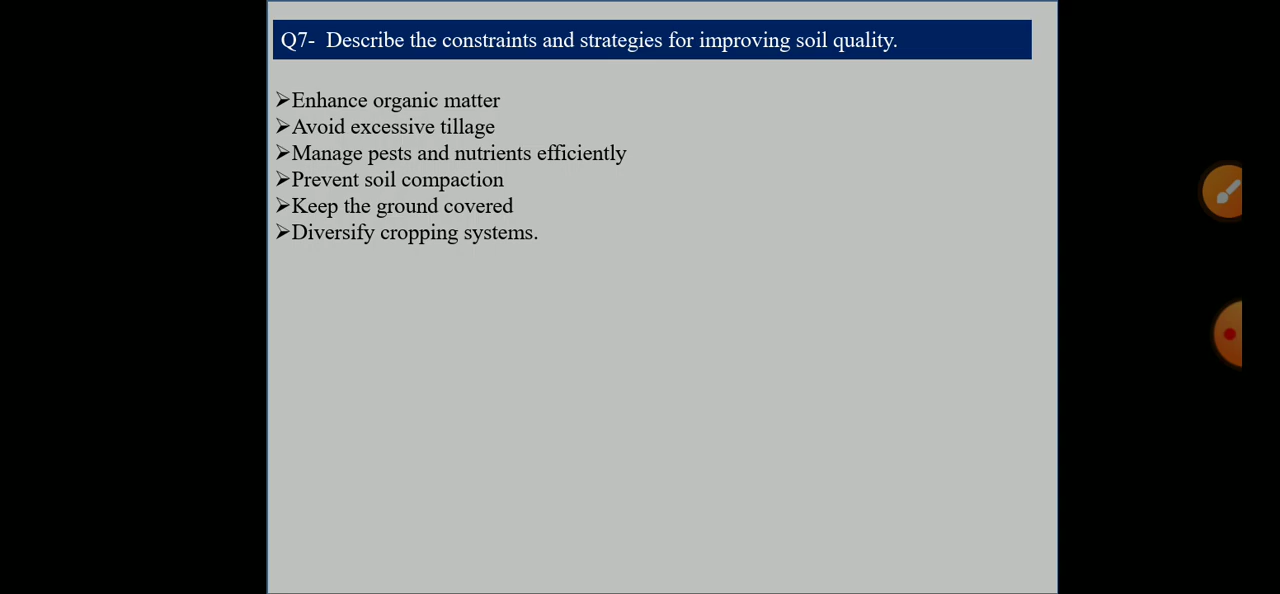 Q7- Describe the constraints and strategies for improving soil quality.
➢Enhance organic matter
➢Avoid excessive tillage
➢Manage pests and nutrients efficiently
➢Prevent soil compaction
➢Keep the ground covered
➢Diversify cropping systems.